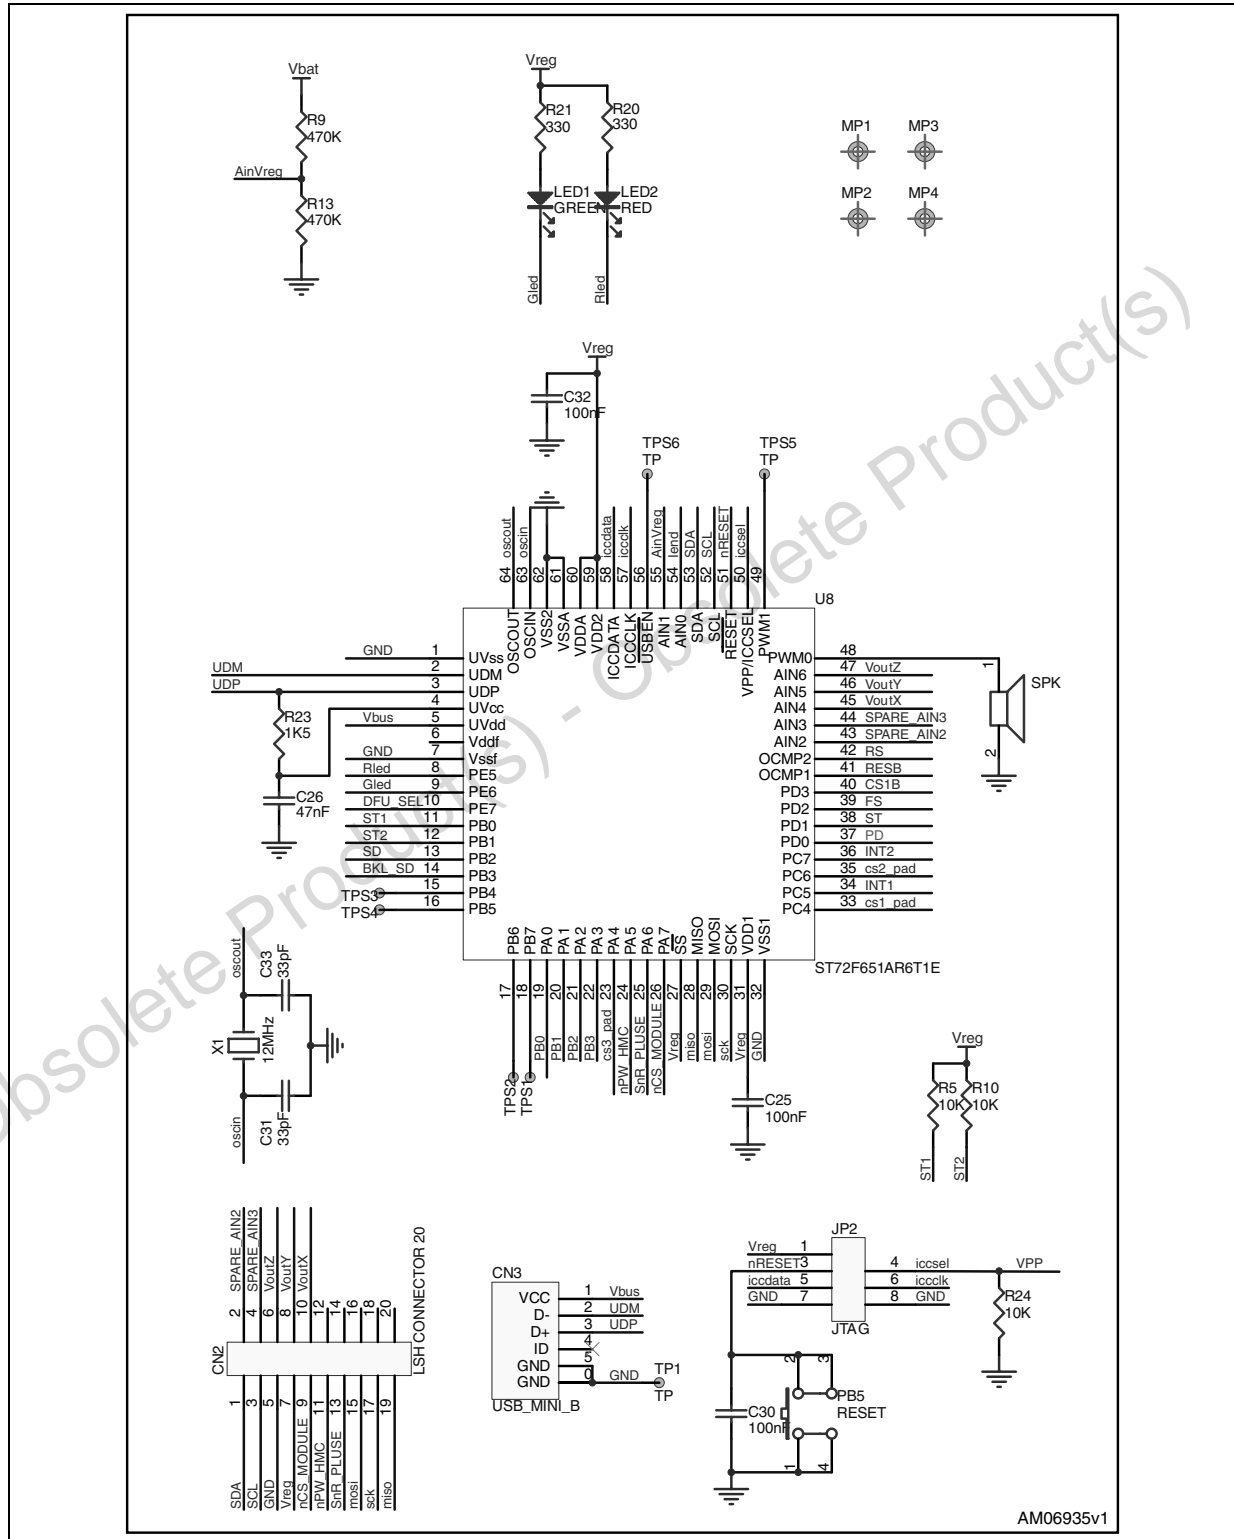 Vbat
R9
470K
AinVreg
R13
470K
Vreg
R21
330
R20
330
LED1
GREEN
LED2
RED
Gled
Rled
MP1
MP3
MP2
MP4
Vreg
C32
100nF
TPS6
TP
TPS5
TP
oscout
oscin
iccdata
iccclk
AinVreg
lend
SDA
SCL
nRESET
iccsel
64
63
62
61
60
59
58
57
56
55
54
53
52
51
50
49
OSCOUT
OSCIN
VSS2
VSSA
VDDA
VDD2
ICCDATA
ICCCLK
USBEN
AIN1
AIN0
SDA
SCL
RESET
VPP/ICCSEL
PWM1
U8
GND 1 UVss
UDM 2 UDM
UDP 3 UDP
4 UVcc
Vbus 5 UVdd
6 Vddf
GND 7 Vssf
Rled 8 PE5
Gled 9 PE6
DFU_SEL 10 PE7
ST1 11 PB0
ST2 12 PB1
SD 13 PB2
BKL_SD 14 PB3
TPS3 15 PB4
TPS4 16 PB5
R23
1K5
C26
47nF
PWM0 48
AIN6 47 VoutZ
AIN5 46 VoutY
AIN4 45 VoutX
AIN3 44 SPARE_AIN3
AIN2 43 SPARE_AIN2
OCMP2 42 RS
OCMP1 41 RESB
PD3 40 CS1B
PD2 39 FS
PD1 38 ST
PD0 37 PD
PC7 36 INT2
PC6 35 cs2_pad
PC5 34 INT1
PC4 33 cs1_pad
1
SPK
2
ST72F651AR6T1E
PB6
PB7
PA0
PA1
PA2
PA3
PA4
PA5
PA6
PA7
SS
MISO
MOSI
SCK
VDD1
VSS1
17
18
19
20
21
22
23
24
25
26
27
28
29
30
31
32
TPS2
TPS1
PB0
PB1
PB2
PB3
cs3_pad
nPW_HMC
SnR_PLUSE
nCS_MODULE
Vreg
miso
mosi
sck
Vreg
GND
C25
100nF
oscout
C33
33pF
X1
12MHz
C31
33pF
oscin
Vreg
R5
10K
R10
10K
ST1
ST2
SPARE_AIN2
SPARE_AIN3
VoutZ
VoutY
VoutX
2
4
6
8
10
12
14
16
18
20
CN2
LSH CONNECTOR 20
1
3
5
7
9
11
13
15
17
19
SDA
SCL
GND
Vreg
nCS_MODULE
nPW_HMC
SnR_PLUSE
mosi
sck
miso
CN3
VCC 1 Vbus
D- 2 UDM
D+ 3 UDP
ID 4
GND 5
GND 0 GND
TP1
TP
USB_MINI_B
JP2
Vreg 1
nRESET 3
iccdata 5
GND 7
4 iccsel VPP
6 iccclk
8 GND
JTAG
R24
10K
2
3
C30
100nF
PB5
RESET
1
4
AM06935v1
Obsolete Product(s) - Obsolete Product(s)